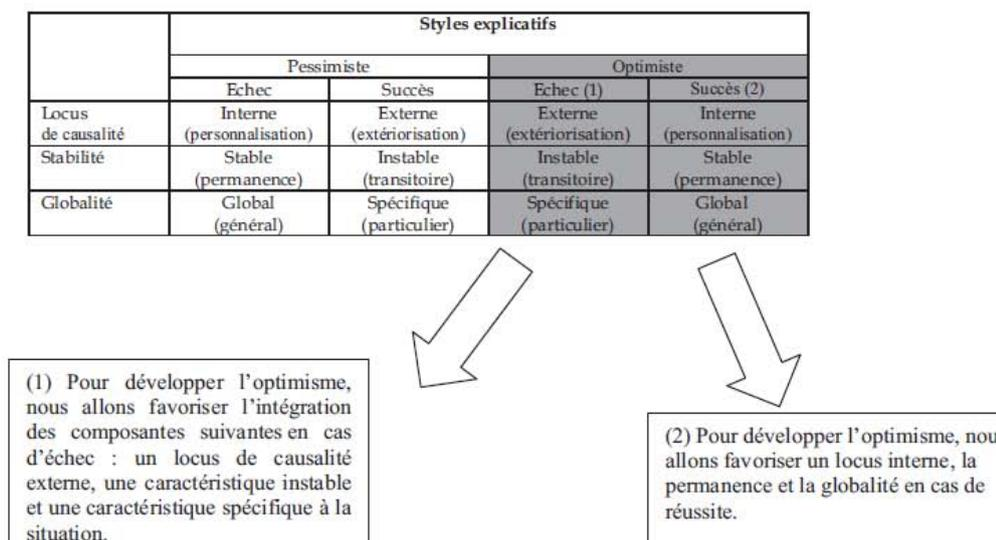 Styles explicatifs
Pessimiste Optimiste
Echec Succès Echec (1) Succès (2)
Locus de causalité Interne (personnalisation) Externe (extériorisation) Externe (extériorisation) Interne (personnalisation)
Stabilité Stable (permanence) Instable (transitoire) Instable (transitoire) Stable (permanence)
Globalité Global (général) Spécifique (particulier) Spécifique (particulier) Global (général)
(1) Pour développer l'optimisme,
nous allons favoriser l'intégration
des composantes suivantes en cas
d'échec : un locus de causalité
externe, une caractéristique instable
et une caractéristique spécifique à la
situation.
(2) Pour développer l'optimisme, nou
allons favoriser un locus interne, la
permanence et la globalité en cas de
réussite.